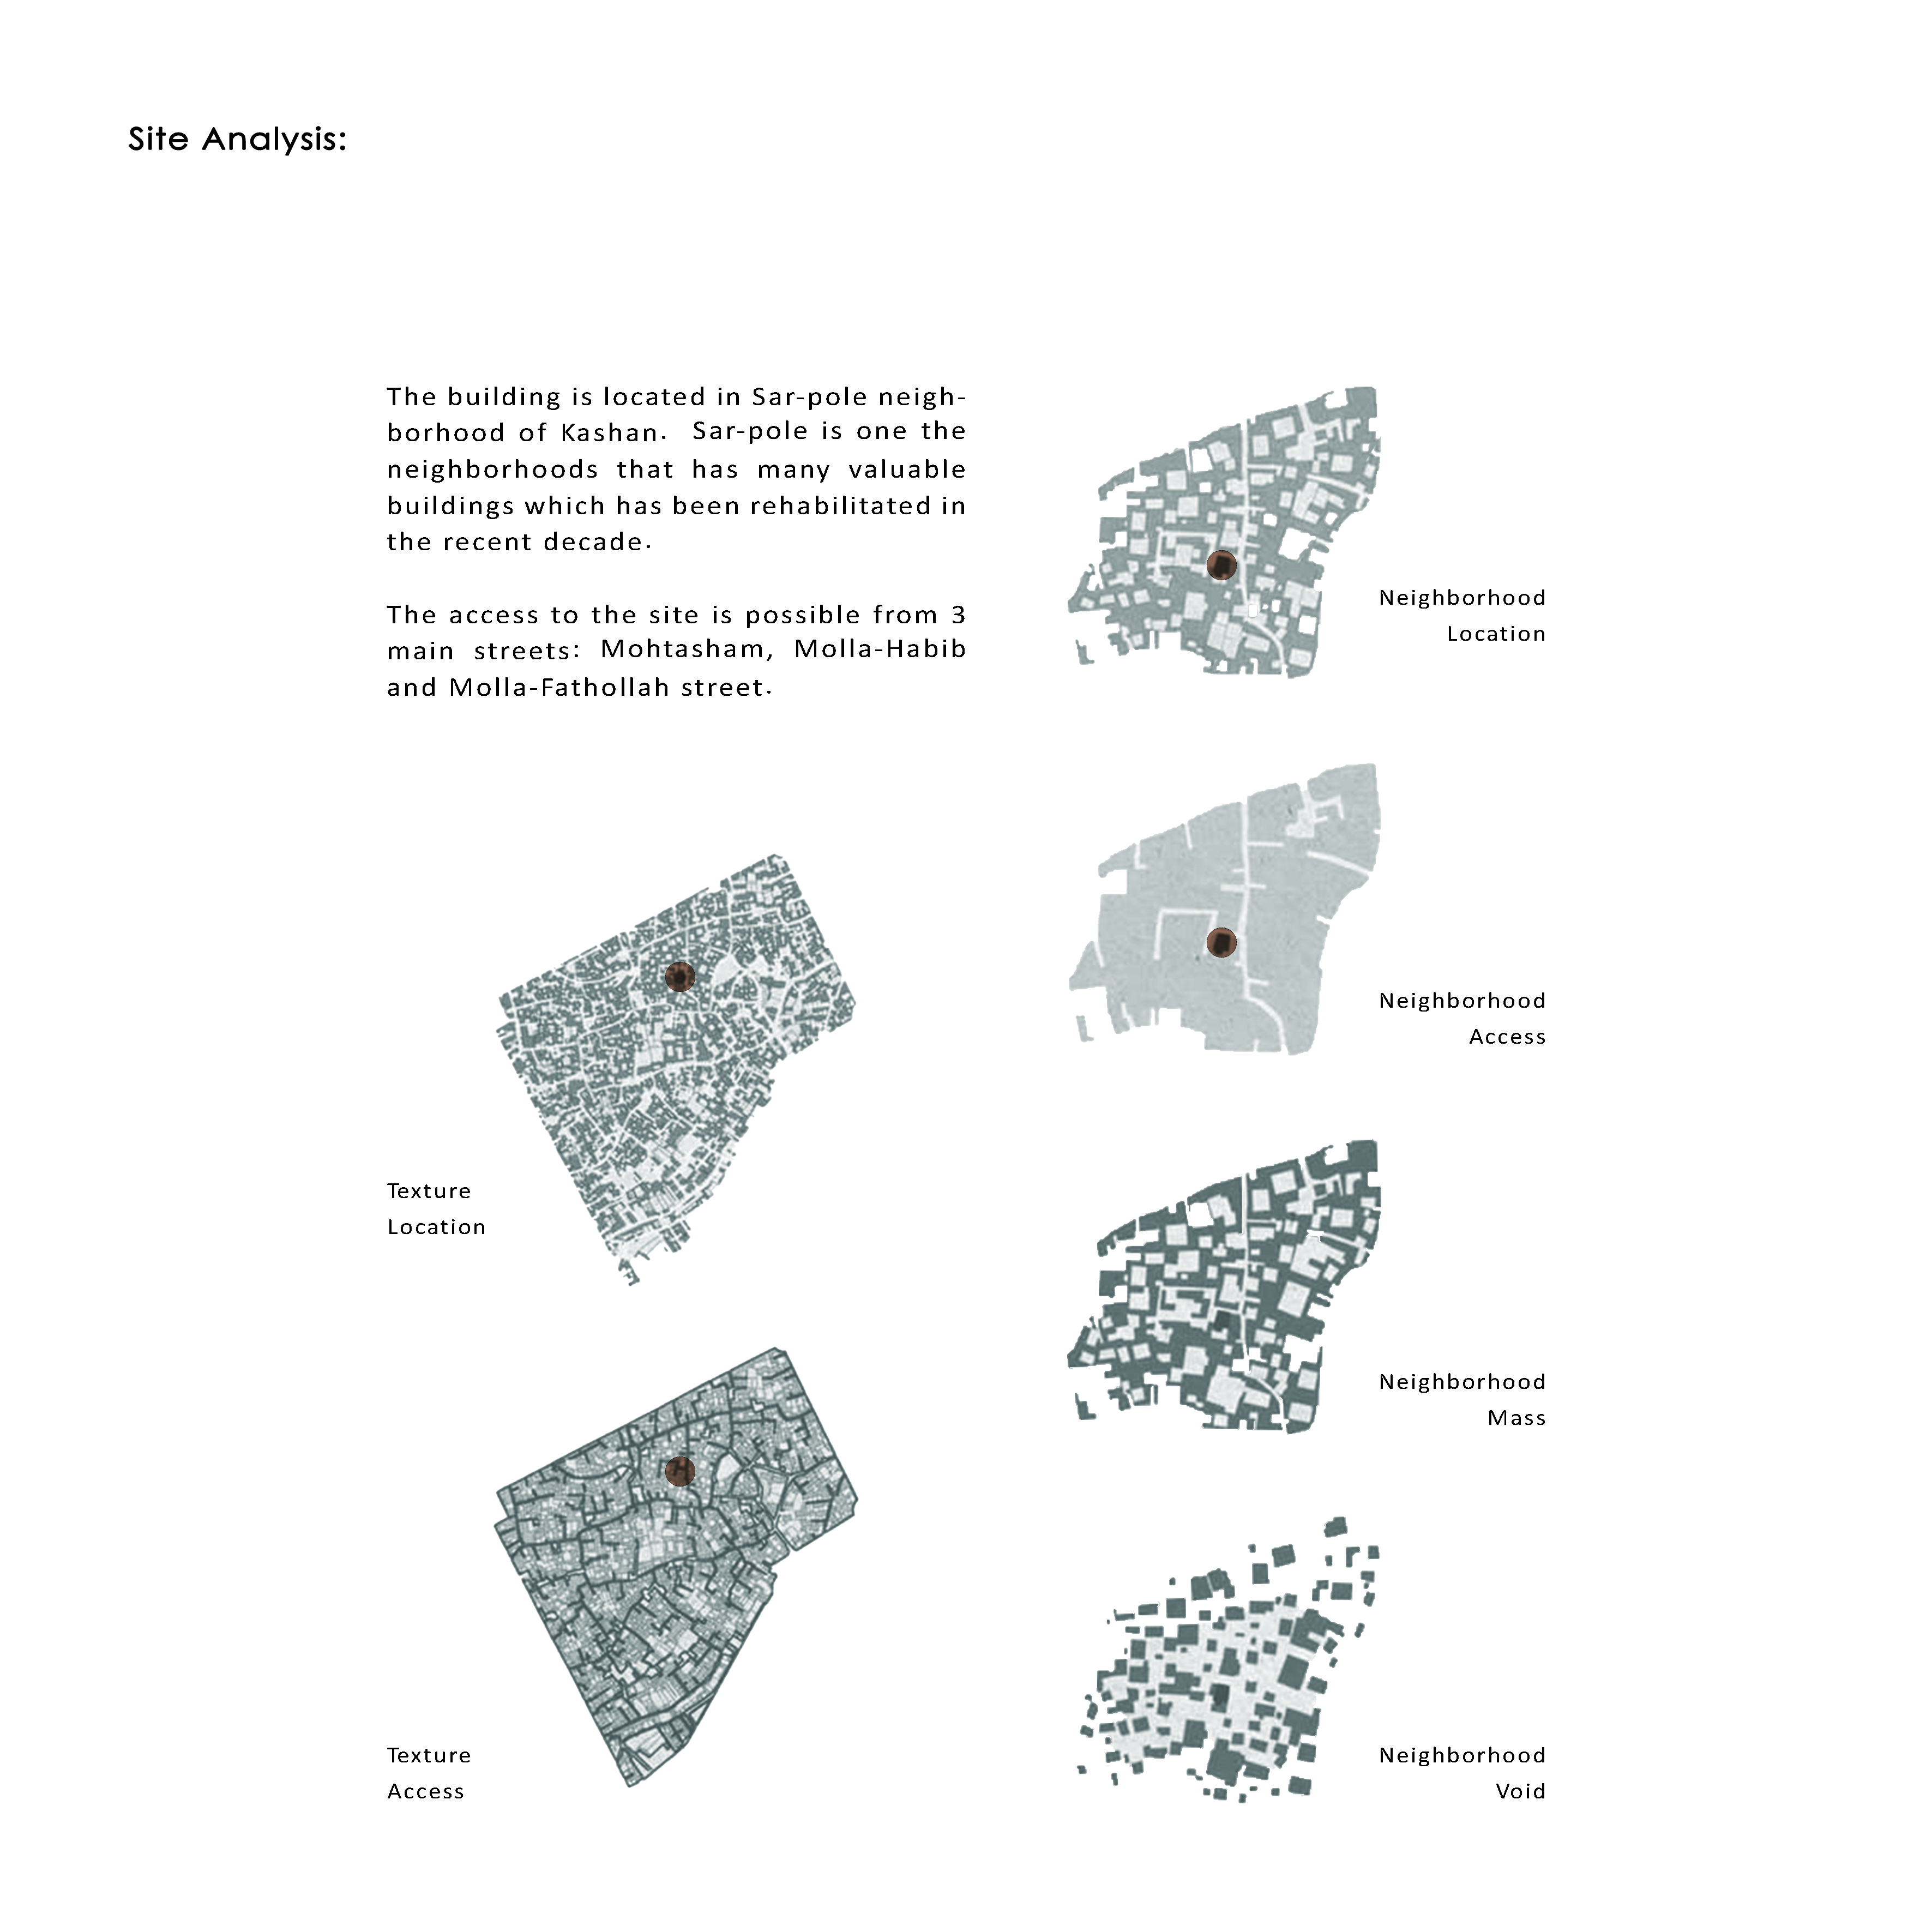 Site Analysis:
The building is located in Sar-pole neigh-
borhood of Kashan. Sar-pole is one the
neighborhoods that has many valuable
buildings which has been rehabilitated in
the recent decade.
The access to the site is possible from 3
main streets: Mohtasham, Molla-Habib
and Molla-Fathollah street.
Neighborhood
Location
Neighborhood
Access
Texture
Location
Neighborhood
Mass
Texture
Access
Neighborhood
Void